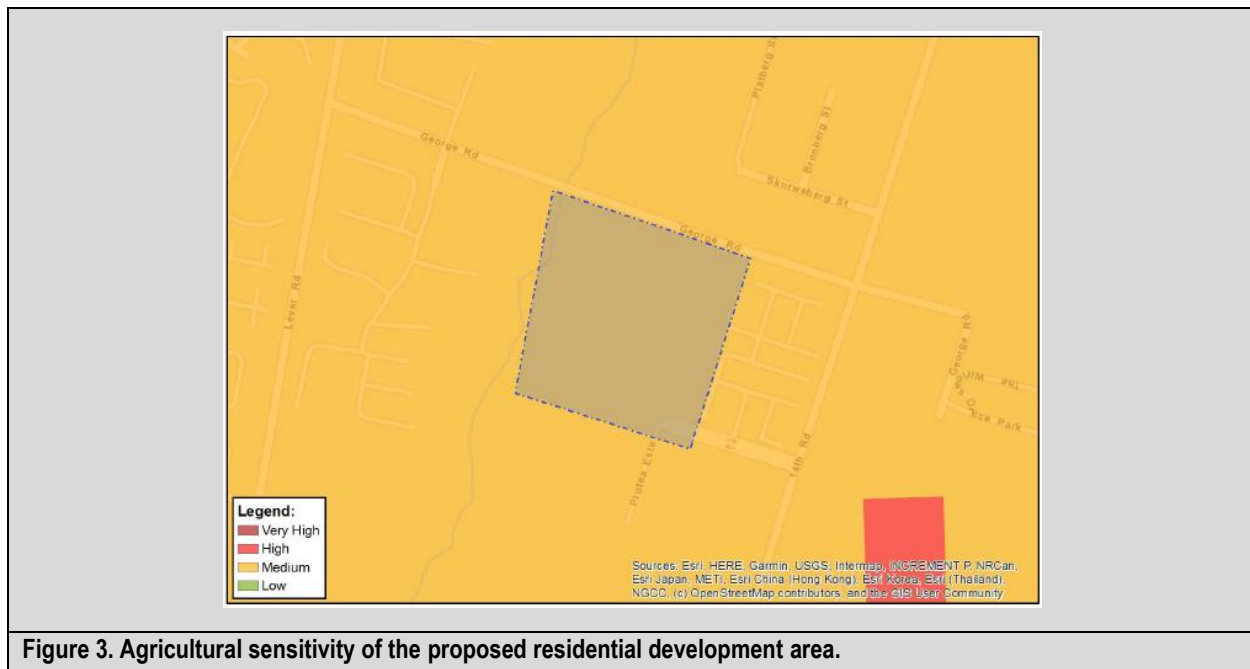 Platberg St
Bronberg St
George Rd
Skurweberg St
George Rd
Lever Rd
George Rd
14th Rd
Protea Estate
Legend:
Very High
High
Medium
Low
Sources: Esri, HERE, Garmin, USGS, Intermap, INCREMENT P, NRCan,
Esri Japan, METI, Esri China (Hong Kong), Esri Korea, Esri (Thailand),
NGCC, (c) OpenStreetMap contributors, and the GIS User Community
Figure 3. Agricultural sensitivity of the proposed residential development area.